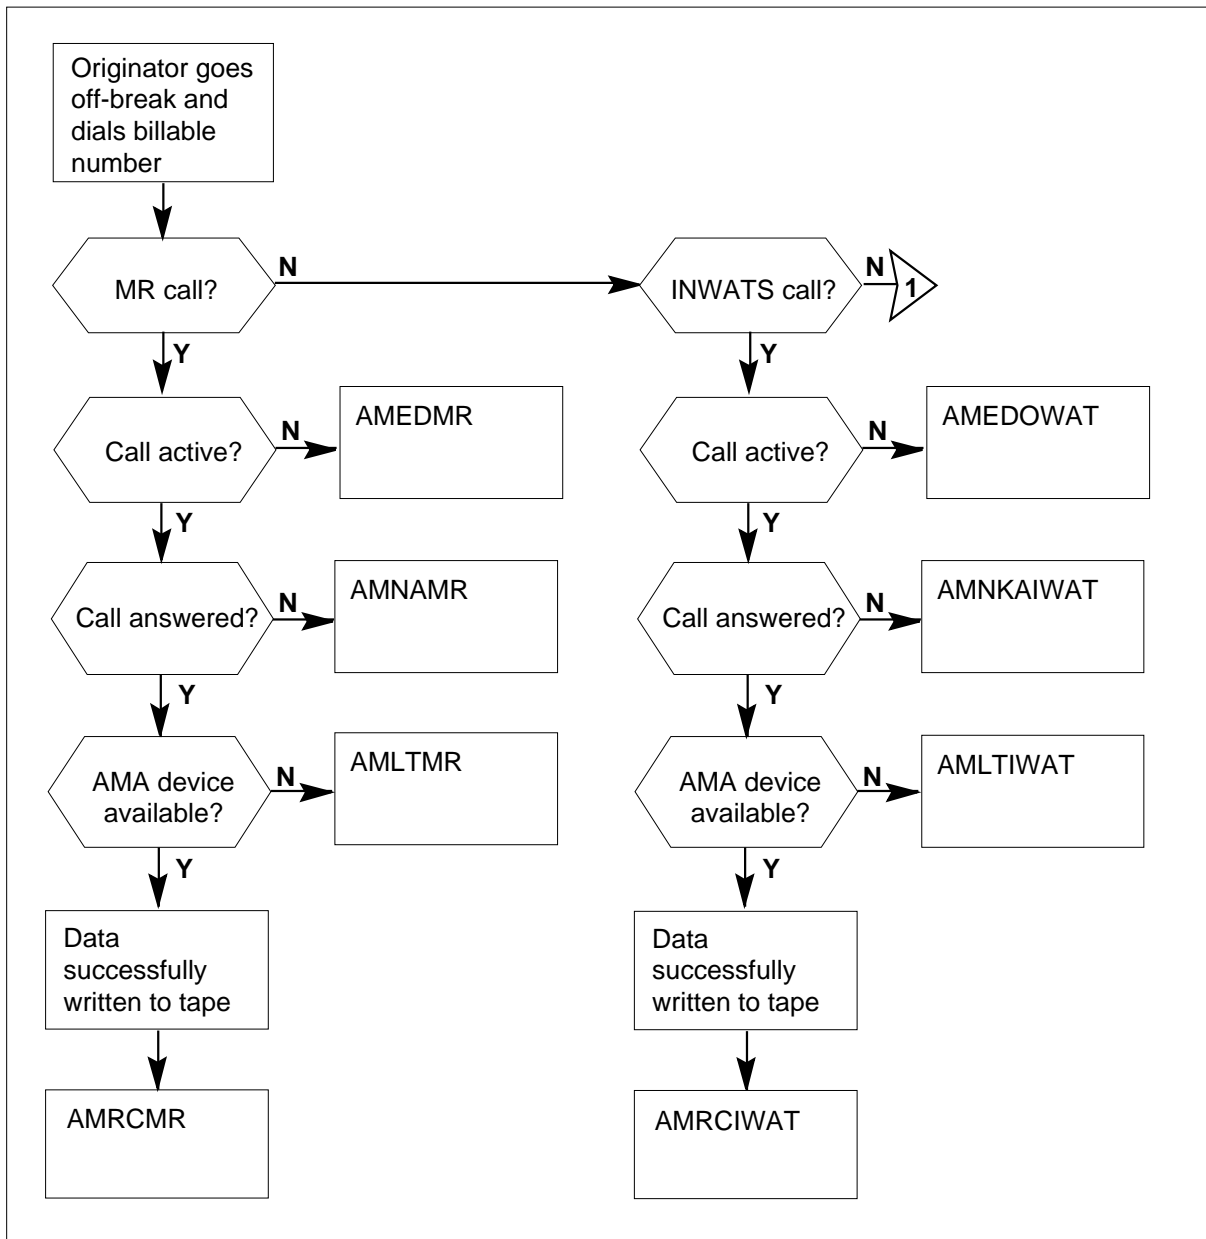 Originator goes
off-break and
dials billable
number
MR call?
N
INWATS call?
N
1
Y
Y
Call active?
N
AMEDMR
Call active?
N
AMEDOWAT
Y
Y
Call answered?
N
AMNAMR
Call answered?
N
AMNKAIWAT
Y
Y
AMA device
available?
N
AMLTMR
AMA device
available?
N
AMLTIWAT
Y
Y
Data
successfully
written to tape
Data
successfully
written to tape
AMRCMR
AMRCIWAT